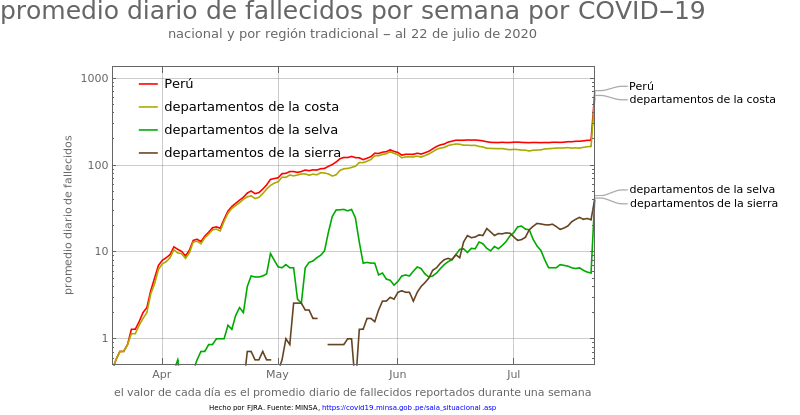 promedio diario de fallecidos por semana por COVID−19
nacional y por región tradicional − al 22 de julio de 2020
promedio diario de fallecidos
1000
100
10
1
Perú
departamentos de la costa
departamentos de la selva
departamentos de la sierra
Perú
departamentos de la costa
departamentos de la selva
departamentos de la sierra
Apr May Jun Jul
el valor de cada día es el promedio diario de fallecidos reportados durante una semana
Hecho por FJRA. Fuente: MINSA, https://covid19.minsa.gob.pe/sala_situacional .asp